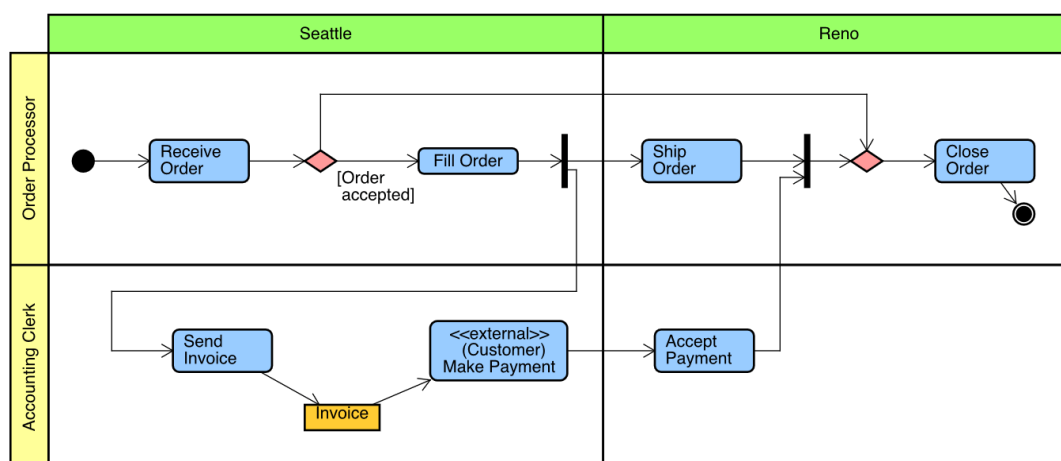 Seattle
Reno
Order Processor
Receive
Order
[Order
accepted]
Fill Order
Ship
Order
Close
Order
Accounting Clerk
Send
Invoice
Invoice
<<external>>
(Customer)
Make Payment
Accept
Payment